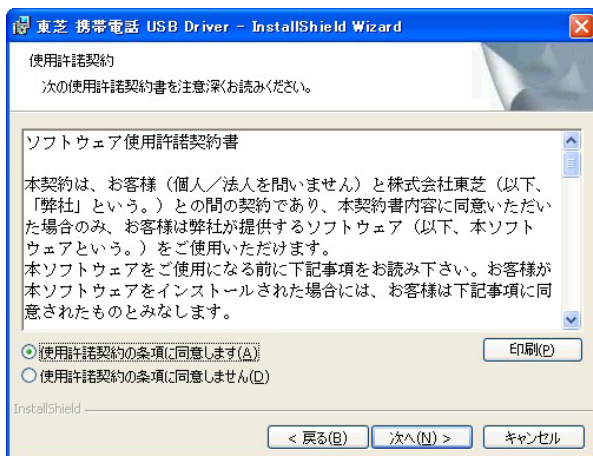 東芝 携帯電話 USB Driver - InstallShield Wizard
使用許諾契約
次の使用許諾契約書を注意深くお読みください。
ソフトウェア使用許諾契約書
本契約は、お客様（個人／法人を問いません）と株式会社東芝（以下、
「弊社」という。）との間の契約であり、本契約書内容に同意いただい
た場合のみ、お客様は弊社が提供するソフトウェア（以下、本ソフト
ウェアという。）をご使用いただけます。
本ソフトウェアをご使用になる前に下記事項をお読み下さい。お客様が
本ソフトウェアをインストールされた場合には、お客様は下記事項に同
意されたものとみなします。
使用許諾契約の条項に同意します(A)
印刷(P)
使用許諾契約の条項に同意しません(D)
InstallShield
< 戻る(B)
次へ(N) >
キャンセル